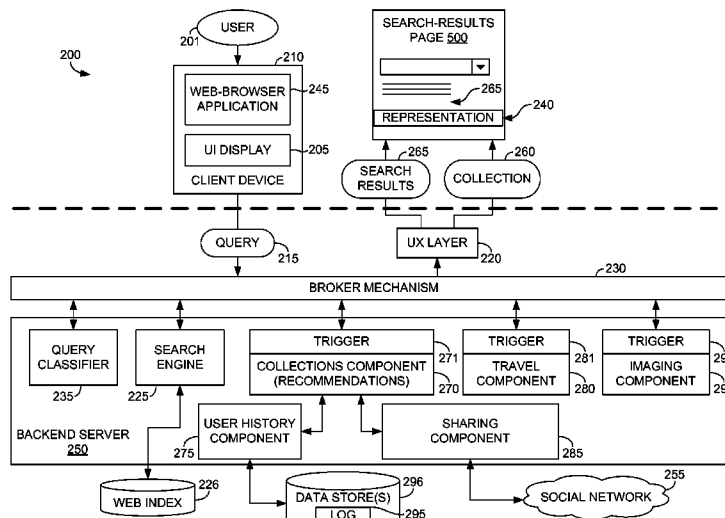 USER
201
200
210
WEB-BROWSER
APPLICATION
245
UI DISPLAY
205
CLIENT DEVICE
SEARCH-RESULTS
PAGE 500
265
240
REPRESENTATION
265
260
SEARCH
RESULTS
COLLECTION
QUERY
215
UX LAYER
220
230
BROKER MECHANISM
QUERY
CLASSIFIER
235
SEARCH
ENGINE
225
TRIGGER
271
COLLECTIONS COMPONENT
(RECOMMENDATIONS)
270
TRIGGER
281
TRAVEL
COMPONENT
280
TRIGGER
IMAGING
COMPONENT
BACKEND SERVER
250
USER HISTORY
COMPONENT
275
SHARING
COMPONENT
285
226
WEB INDEX
296
DATA STORE(S)
LOG
295
255
SOCIAL NETWORK